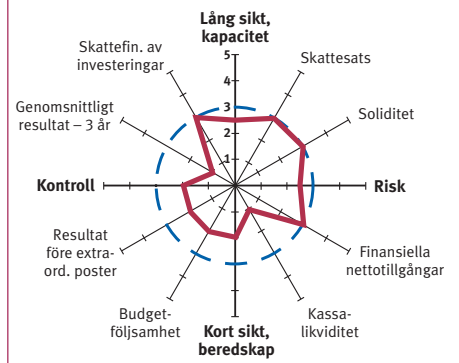 Lång sikt,
kapacitet
Skattefin. av
investeringar
Skattesats
Genomsnittligt
resultat – 3 år
Soliditet
5
4
3
2
1
Kontroll
Risk
Resultat
före extra-
ord. poster
Finansiella
nettotillgångar
Budget-
följsamhet
Kassa-
likviditet
Kort sikt,
beredskap